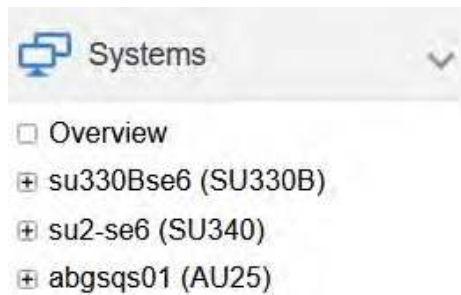 Systems
Overview
su330Bse6 (SU330B)
su2-se6 (SU340)
abgsqs01 (AU25)